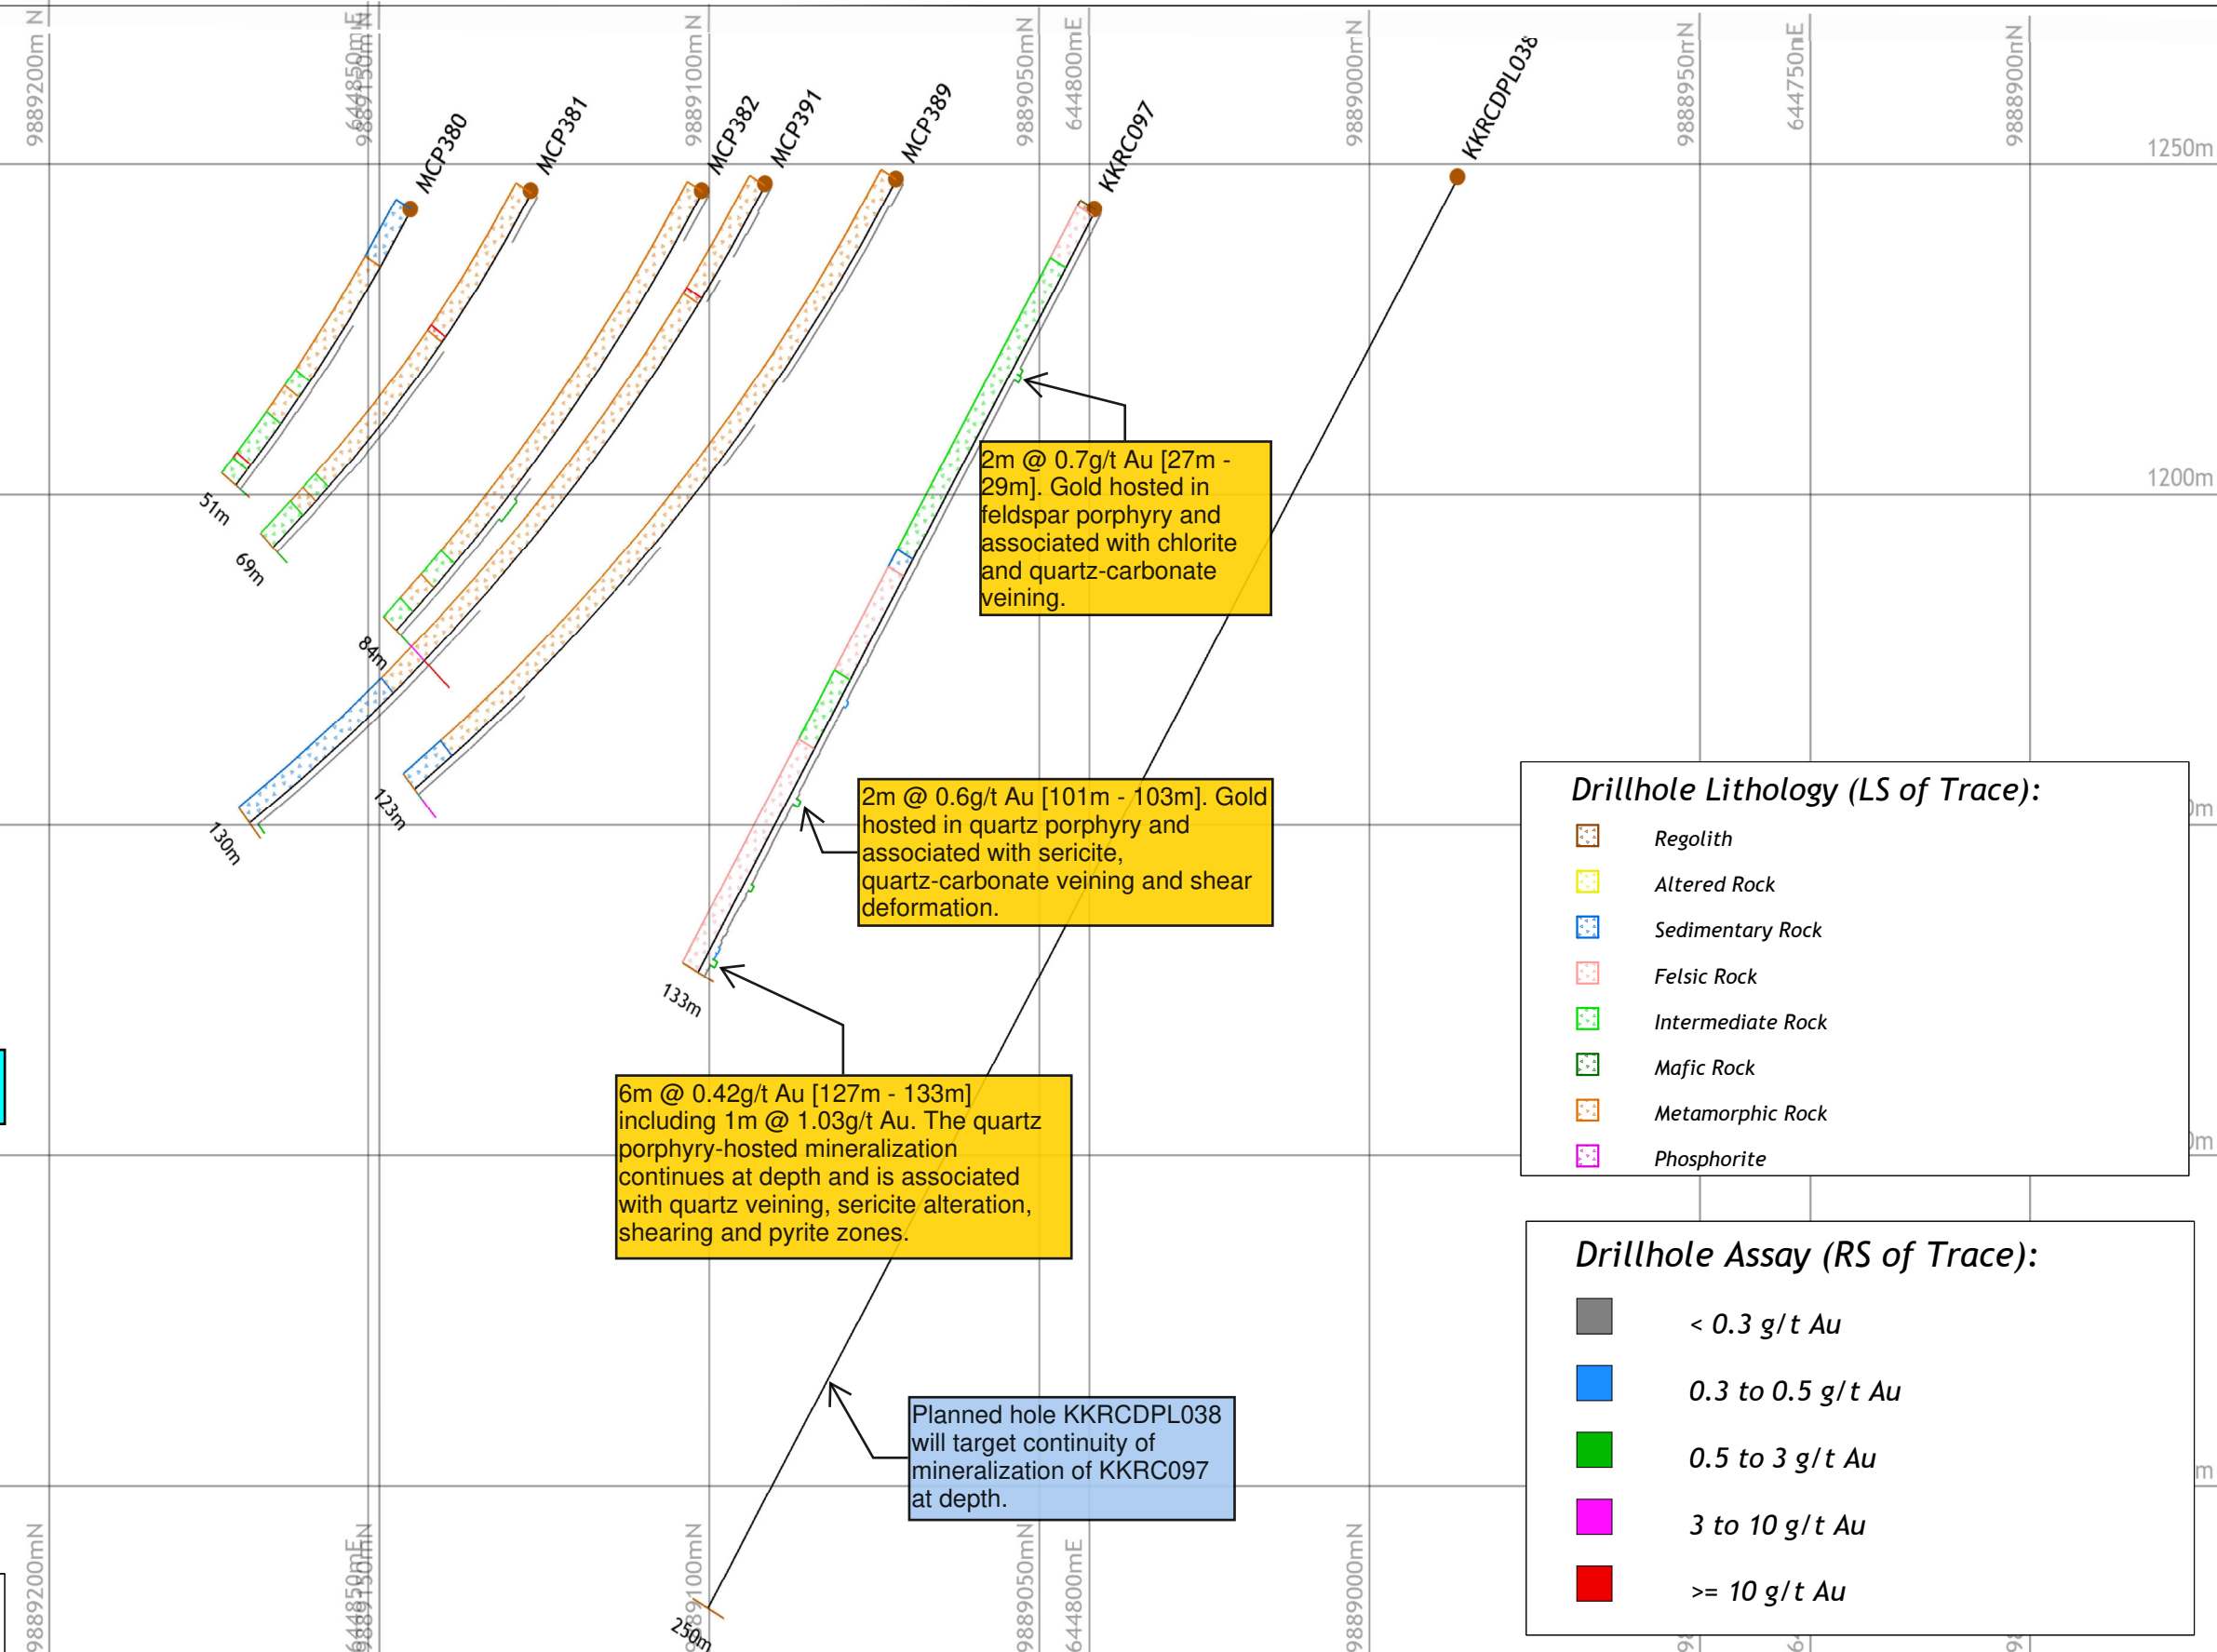 9889200m N
644850mE
9889150mN
9889100mN
9889050mN
644800mE
9889000mN
9888950mN
644750mE
9888900mN
MCP380
MCP381
MCP382
MCP391
MCP389
KKRC097
KKRCDPL038
1250m
1200m
51m
69m
84m
130m
123m
133m
250m
2m @ 0.7g/t Au [27m -
29m]. Gold hosted in
feldspar porphyry and
associated with chlorite
and quartz-carbonate
veining.
2m @ 0.6g/t Au [101m - 103m]. Gold
hosted in quartz porphyry and
associated with sericite,
quartz-carbonate veining and shear
deformation.
6m @ 0.42g/t Au [127m - 133m]
including 1m @ 1.03g/t Au. The quartz
porphyry-hosted mineralization
continues at depth and is associated
with quartz veining, sericite alteration,
shearing and pyrite zones.
Planned hole KKRCDPL038
will target continuity of
mineralization of KKRC097
at depth.
Drillhole Lithology (LS of Trace):
Regolith
Altered Rock
Sedimentary Rock
Felsic Rock
Intermediate Rock
Mafic Rock
Metamorphic Rock
Phosphorite
Drillhole Assay (RS of Trace):
< 0.3 g/t Au
0.3 to 0.5 g/t Au
0.5 to 3 g/t Au
3 to 10 g/t Au
>= 10 g/t Au
9889200mN
644850mE
9889150mN
9889100mN
9889050mN
644800mE
9889000mN